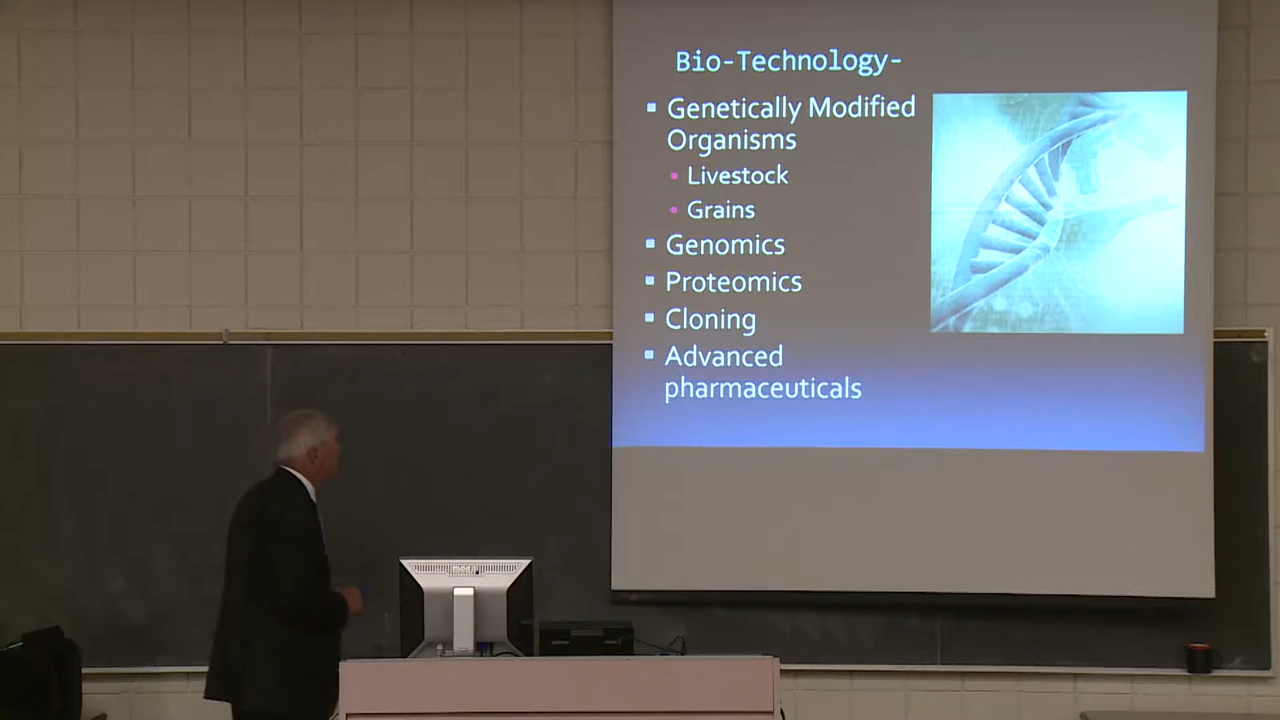 Bio-Technology-
Genetically Modified
Organisms
Livestock
Grains
Genomics
Proteomics
Cloning
Advanced
pharmaceuticals